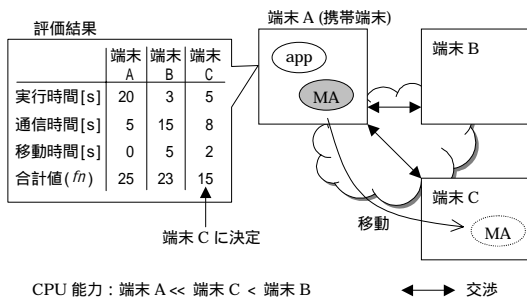 評価結果
端末 A 端末 B 端末 C
実行時間[s] 20 3 5
通信時間[s] 5 15 8
移動時間[s] 0 5 2
合計値(fn) 25 23 15
端末 C に決定
端末 A (携帯端末)
app
MA
端末 B
端末 C
MA
移動
CPU 能力：端末 A << 端末 C < 端末 B
交渉